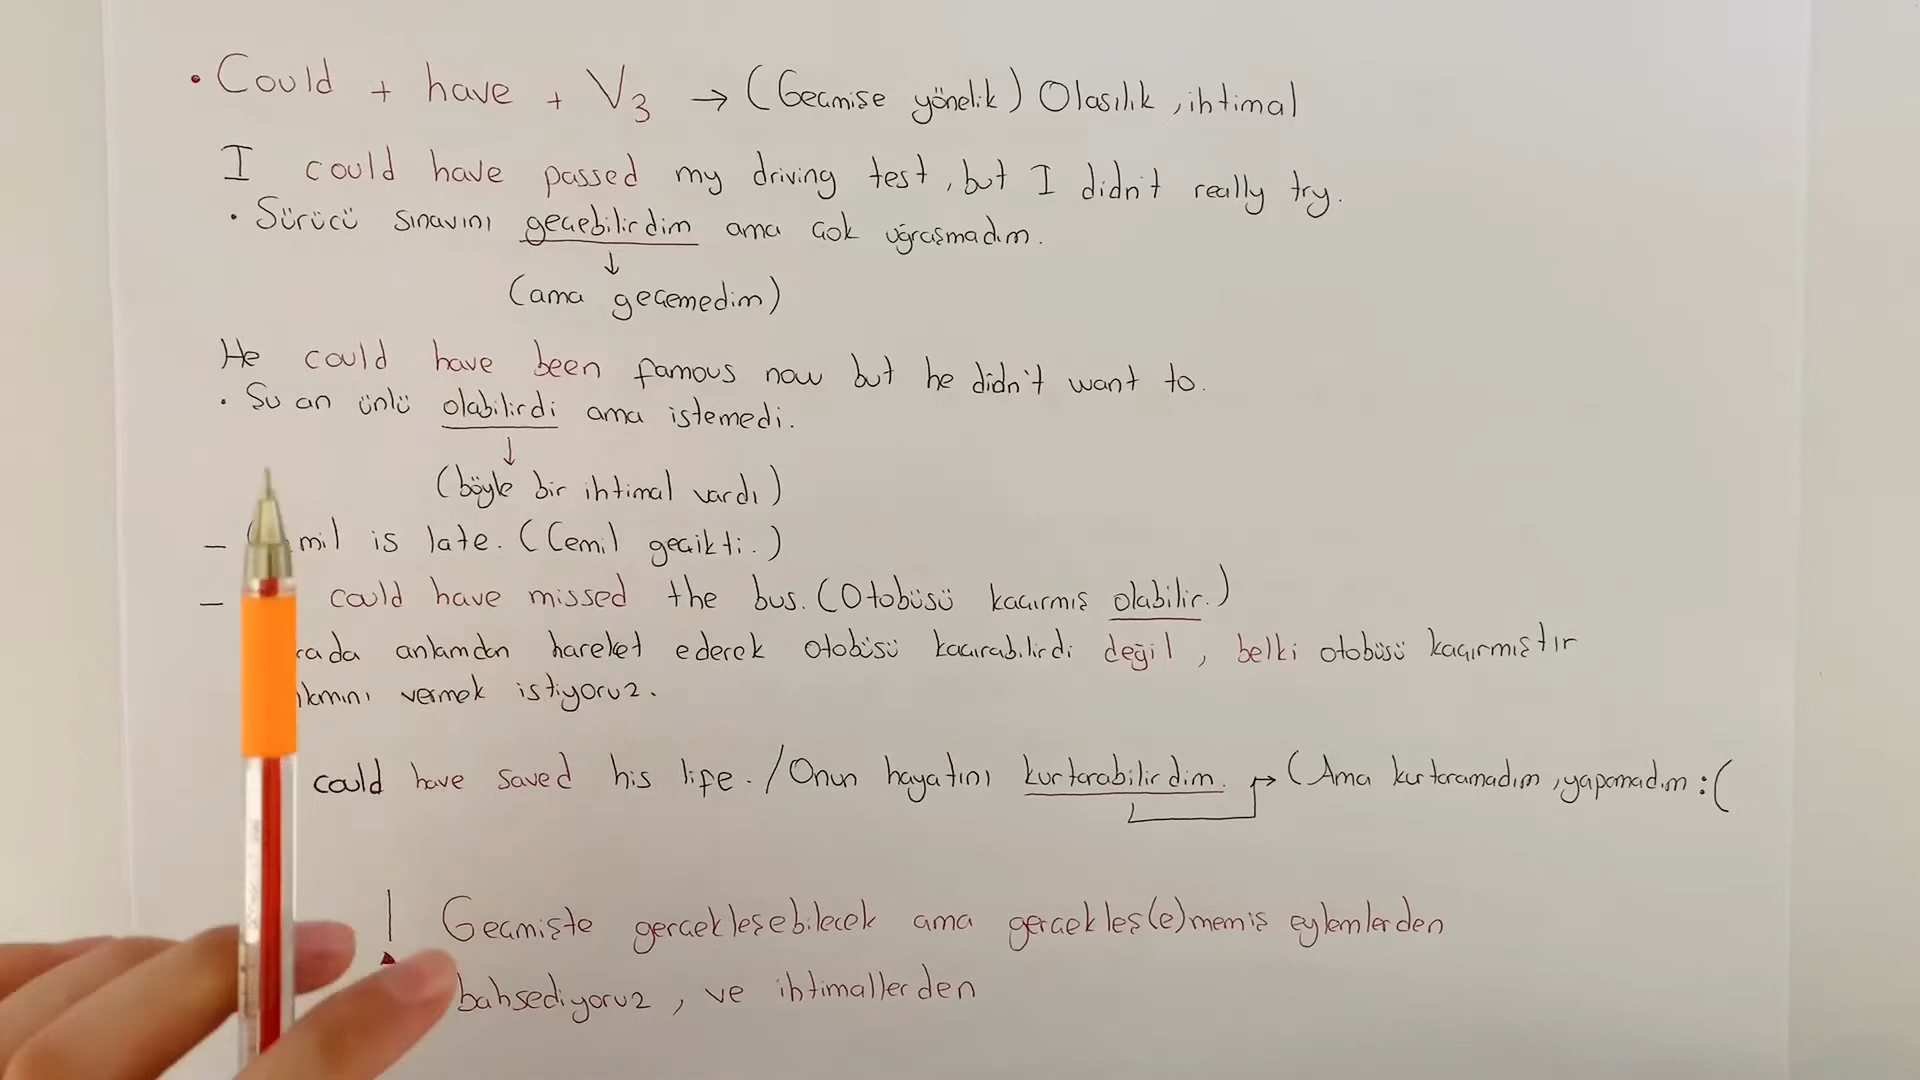 • Could + have + V3 → (Geçmişe yönelik) Olasılık, ihtimal
I could have passed my driving test, but I didn't really try.
• Sürücü sınavını geçebilirdim ama çok uğraşmadım.
↓
(ama geçemedim)
He could have been famous now but he didn't want to.
• Şu an ünlü olabilirdi ama istemedi.
↓
(böyle bir ihtimal vardı)
– mil is late. (Cemil gecikti.)
– could have missed the bus. (Otobüsü kaçırmış olabilir.)
rada anlamdan hareket ederek otobüsü kaçırabilirdi değil, belki otobüsü kaçırmıştır
vermek istiyoruz.
could have saved his life. / Onun hayatını kurtarabilirdim. → (Ama kurtaramadım, yapamadım :(
! Geçmişte gerçekleşebilecek ama gerçekleş(e)memiş eylemlerden
bahsediyoruz, ve ihtimallerden